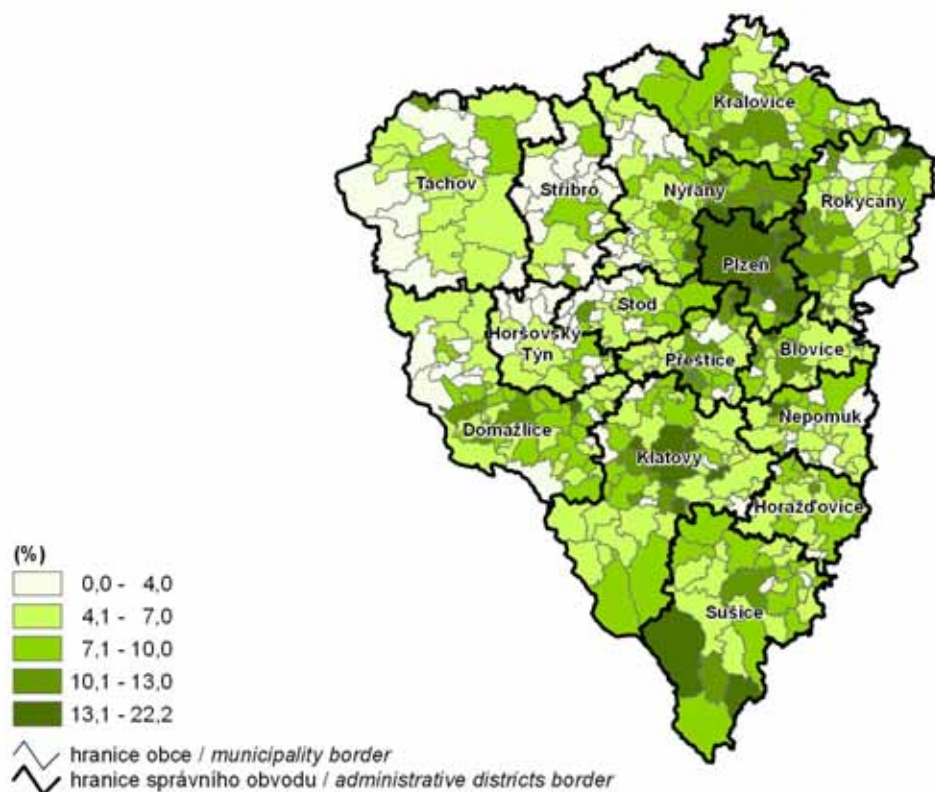 Kralovice
Tachov
Stříbro
Nýřany
Rokycany
Plzeň
Stod
Horšovský
Týn
Přeštice
Blovice
Nepomuk
Domažlice
Klatovy
Horažďovice
Sušice
(%)
0,0 - 4,0
4,1 - 7,0
7,1 - 10,0
10,1 - 13,0
13,1 - 22,2
hranice obce / municipality border
hranice správního obvodu / administrative districts border